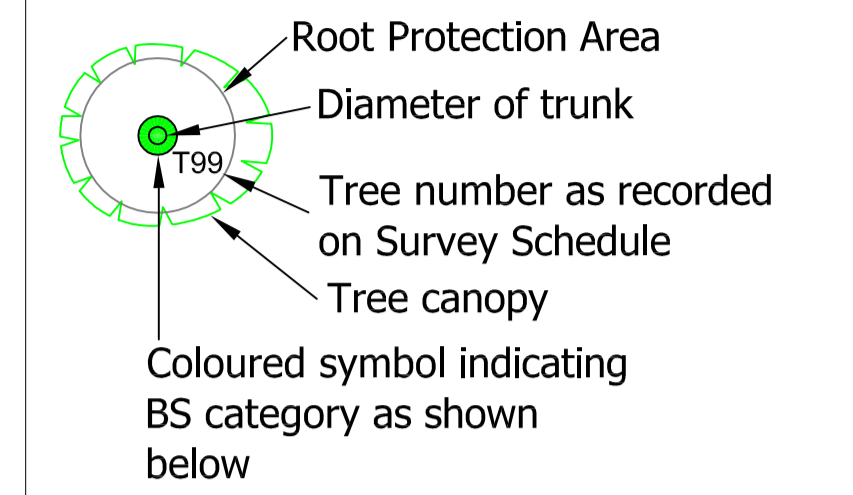 Root Protection Area
Diameter of trunk
T99
Tree number as recorded
on Survey Schedule
Tree canopy
Coloured symbol indicating
BS category as shown
below